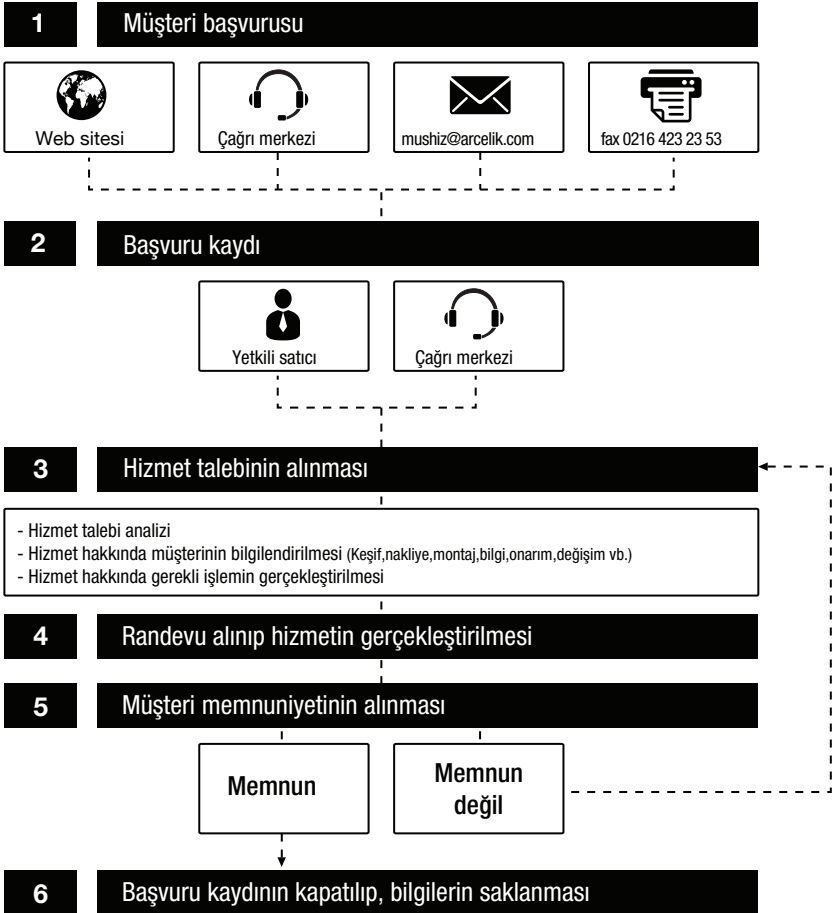 1 Müşteri başvurusu
Web sitesi
Çağrı merkezi
mushiz@arcelik.com
fax 0216 423 23 53
2 Başvuru kaydı
Yetkili satıcı
Çağrı merkezi
3 Hizmet talebinin alınması
- Hizmet talebi analizi
- Hizmet hakkında müşterinin bilgilendirilmesi (Keşif,nakliye,montaj,bilgi,onarım,değişim vb.)
- Hizmet hakkında gerekli işlemin gerçekleştirilmesi
4 Randevu alınıp hizmetin gerçekleştirilmesi
5 Müşteri memnuniyetinin alınması
Memnun
Memnun
değil
6 Başvuru kaydının kapatılıp, bilgilerin saklanması